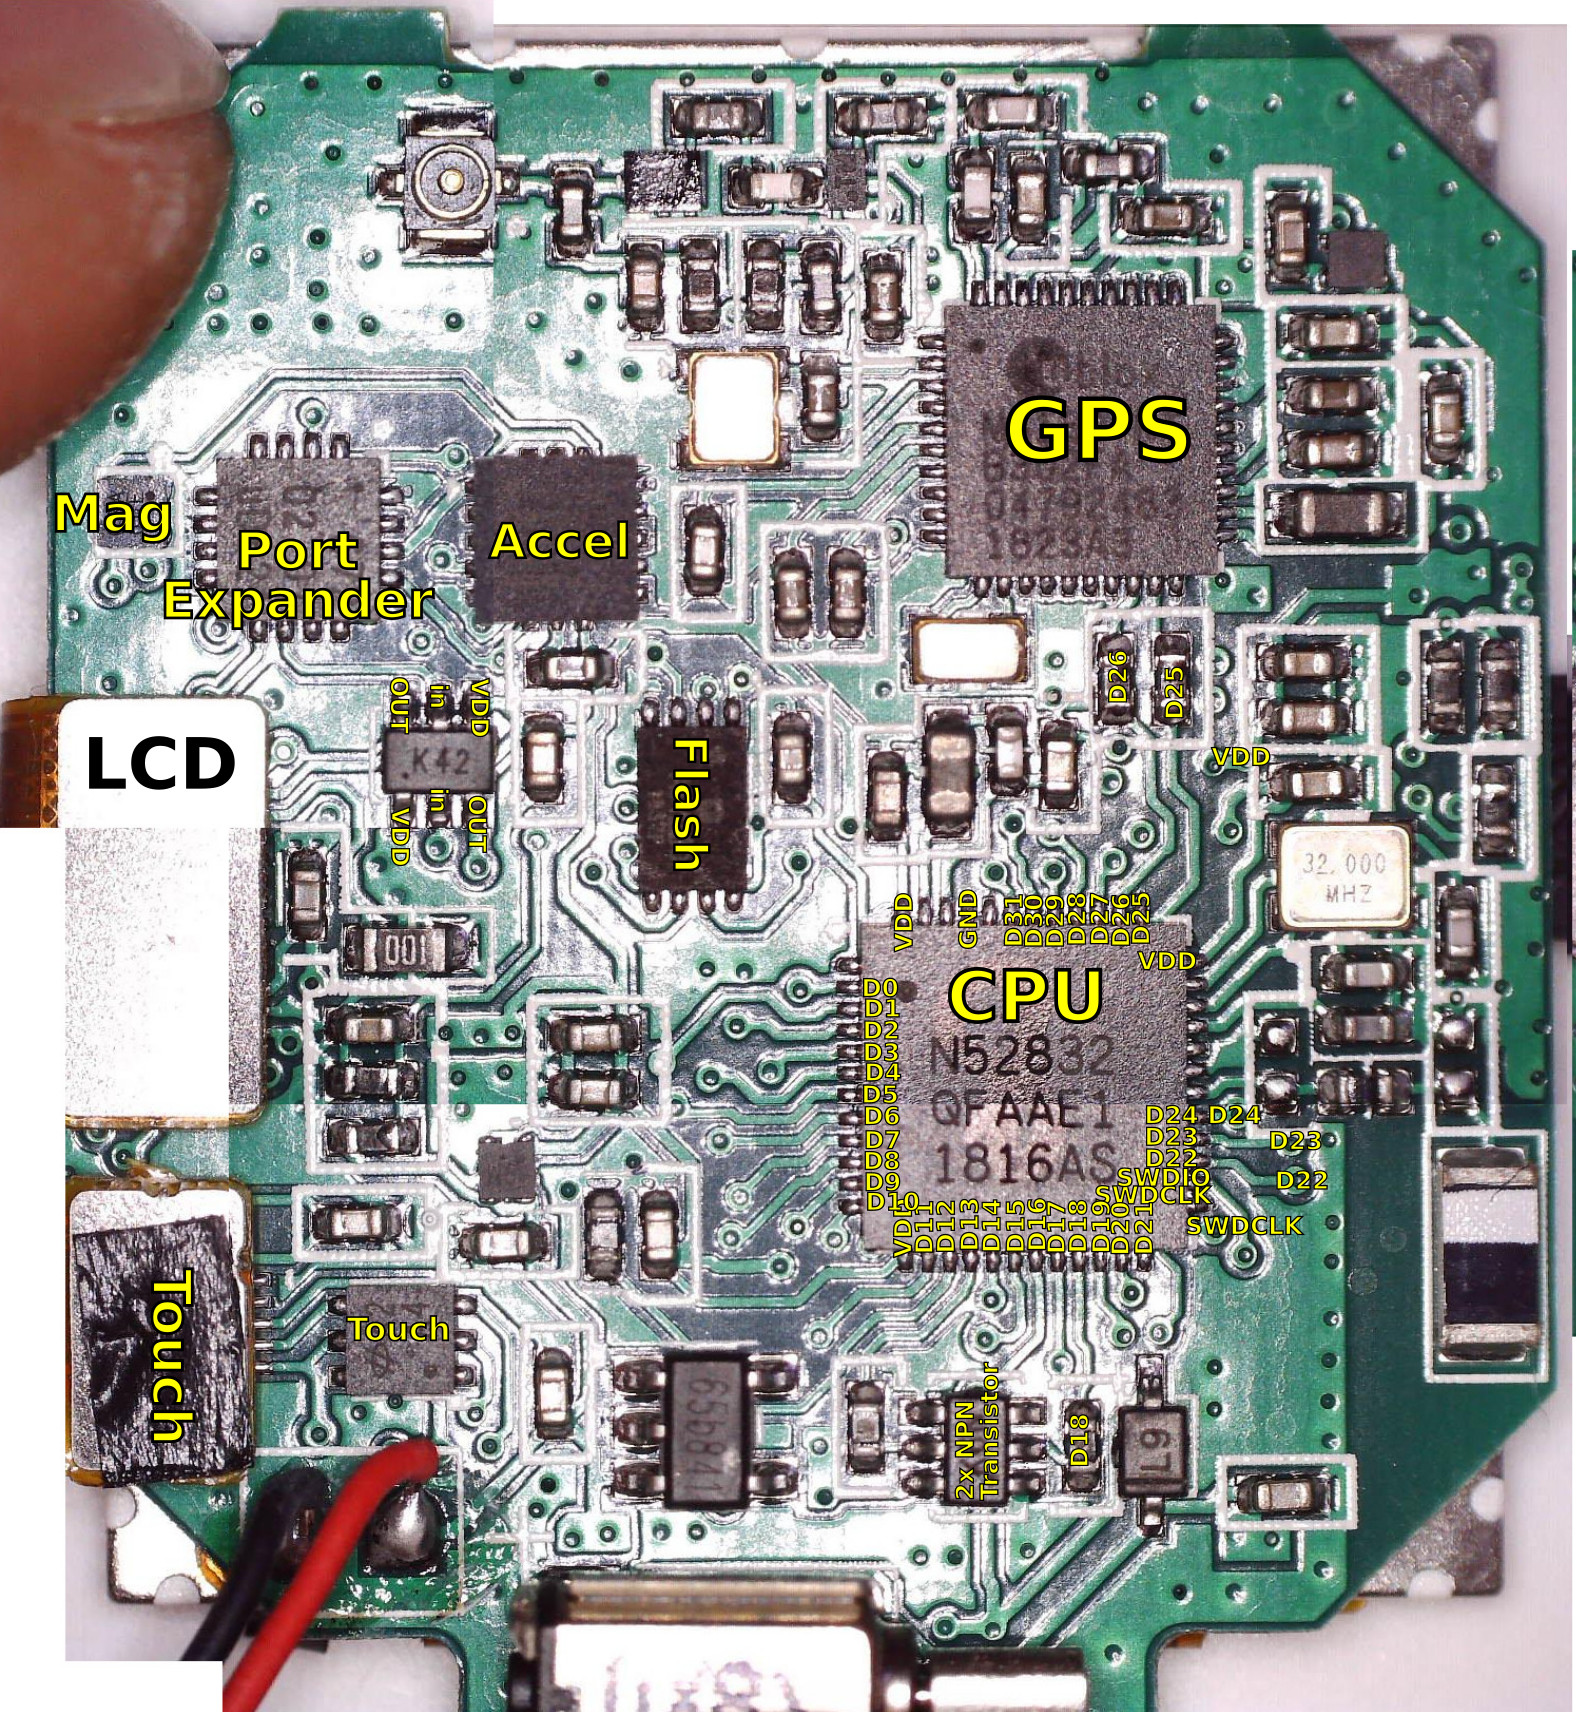 GPS
Mag
Port
Expander
Accel
D26
D25
OUT
in
VDD
LCD
K42
VDD
in
OUT
Flash
VDD
32.000
MHZ
VDD
GND
D31
D30
D29
D28
D27
D26
D25
VDD
CPU
001
D0
D1
D2
D3
D4
D5
D6
D7
D8
D9
D10
N52832
QFAAE1
1816AS
D24 D24
D23
D23
D22
D22
SWDIO
SWDCLK
SWDCLK
VDD
D11
D12
D13
D14
D15
D16
D17
D18
D19
D20
D21
Touch
Touch
2x NPN
Transistor
D18
L9